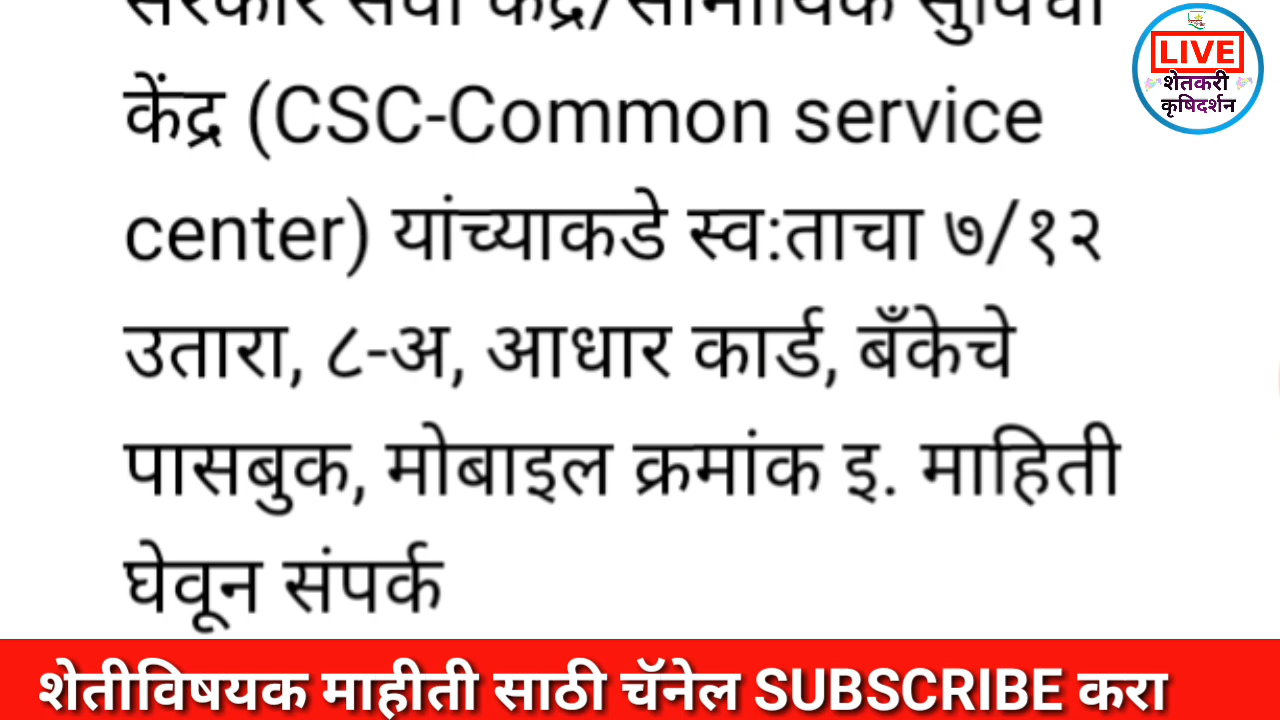 सरकार सेवा केंद्र/सामायिक सुविधा
केंद्र (CSC-Common service
center) यांच्याकडे स्व:ताचा ७/१२
उतारा, ८-अ, आधार कार्ड, बँकेचे
पासबुक, मोबाइल क्रमांक इ. माहिती
घेवून संपर्क
LIVE
शेतकरी
कृषिदर्शन
शेतीविषयक माहीती साठी चॅनेल SUBSCRIBE करा